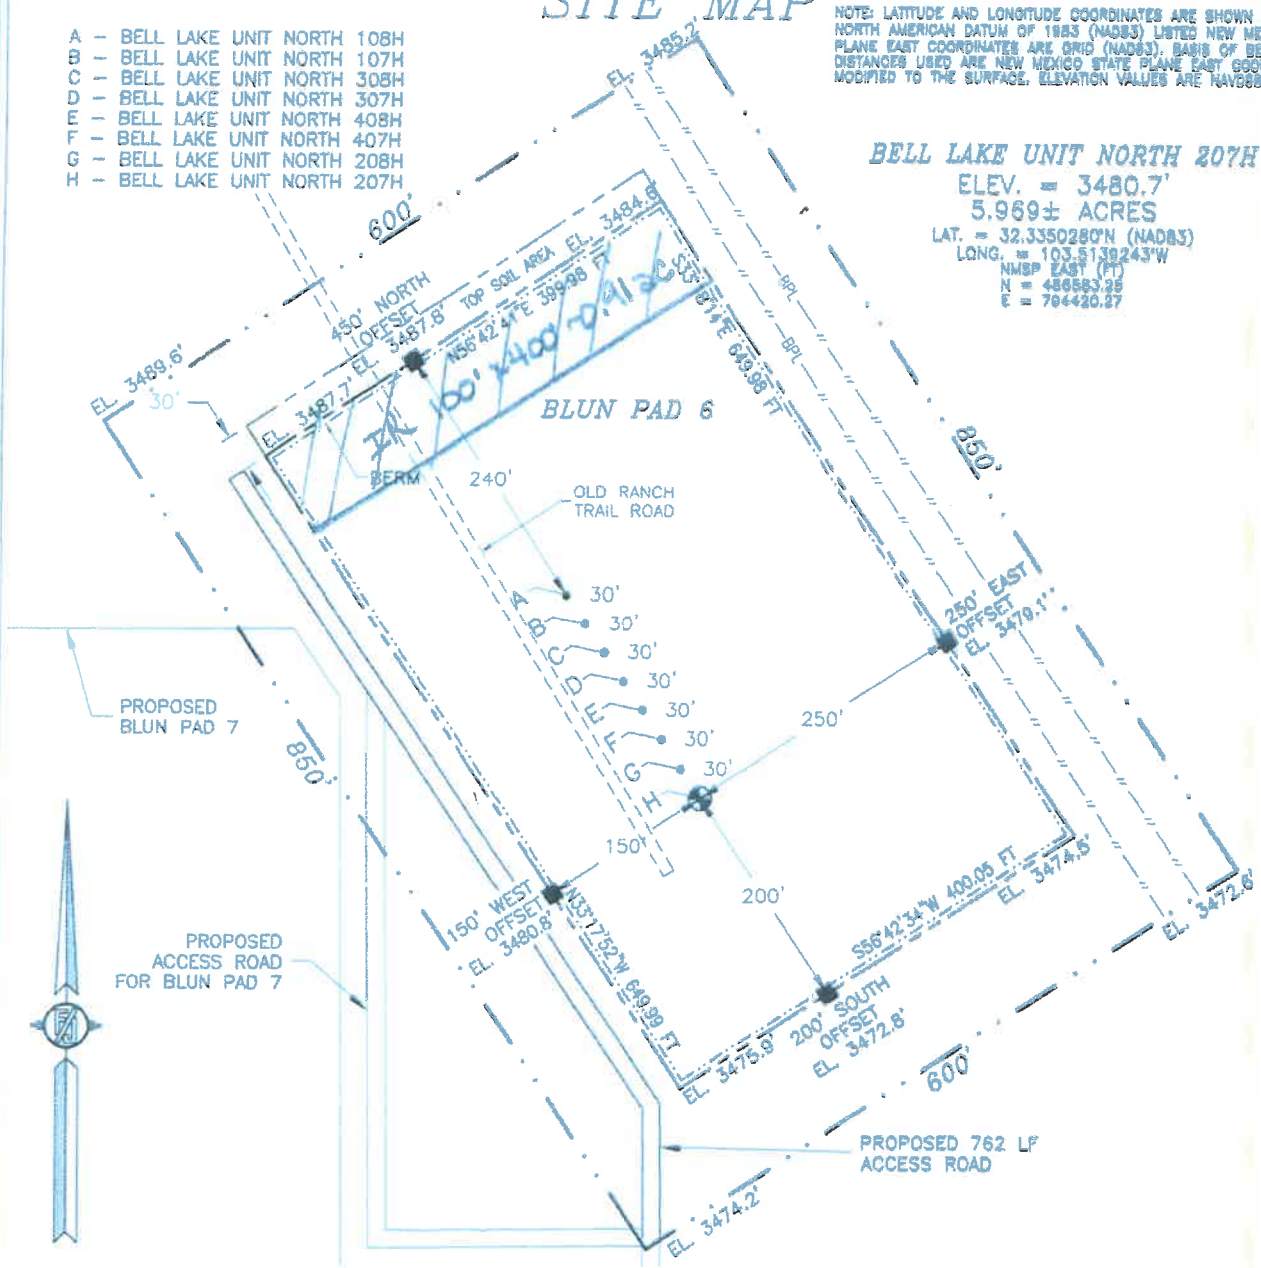 SITE MAP
A - BELL LAKE UNIT NORTH 108H
B - BELL LAKE UNIT NORTH 107H
C - BELL LAKE UNIT NORTH 308H
D - BELL LAKE UNIT NORTH 307H
E - BELL LAKE UNIT NORTH 408H
F - BELL LAKE UNIT NORTH 407H
G - BELL LAKE UNIT NORTH 208H
H - BELL LAKE UNIT NORTH 207H
NOTE: LATITUDE AND LONGITUDE COORDINATES ARE SHOWN
NORTH AMERICAN DATUM OF 1983 (NAD83) LISTED NEW
PLANE EAST COORDINATES ARE GRID (NAD83). BASIS OF
DISTANCES USED ARE NEW MEXICO STATE PLANE EAST
MODIFIED TO THE SURFACE. ELEVATION VALUES ARE
BELL LAKE UNIT NORTH 207H
ELEV. = 3480.7'
5.969± ACRES
LAT. = 32.3350280°N (NAD83)
LONG. = 103.5139243°W
NMSP EAST (FT)
N = 486583.25
E = 794420.27
EL. 3485.2'
600'
EL. 3484.6'
TOP SOIL AREA
N56°42'41"E 399.98 FT
450' NORTH
OFFSET
EL. 3487.8'
EL. 3489.6'
30'
EL. 3487.7'
IR 100' x 400' - 0.912
S33°18'14"E 649.98 FT
BPL
BPL
BLUN PAD 6
BERM
240'
OLD RANCH
TRAIL ROAD
850'
A 30'
B 30'
C 30'
D 30'
E 30'
F 30'
G 30'
H
250' EAST
OFFSET
EL. 3479.1'
250'
PROPOSED
BLUN PAD 7
850'
150'
200'
150' WEST
OFFSET
EL. 3480.8'
N33°17'52"W 649.99 FT
S56°42'34"W 400.05 FT
EL. 3474.5'
EL. 3472.6'
PROPOSED
ACCESS ROAD
FOR BLUN PAD 7
200' SOUTH
OFFSET
EL. 3472.8'
EL. 3475.9'
600'
PROPOSED 762 LF
ACCESS ROAD
EL. 3474.2'